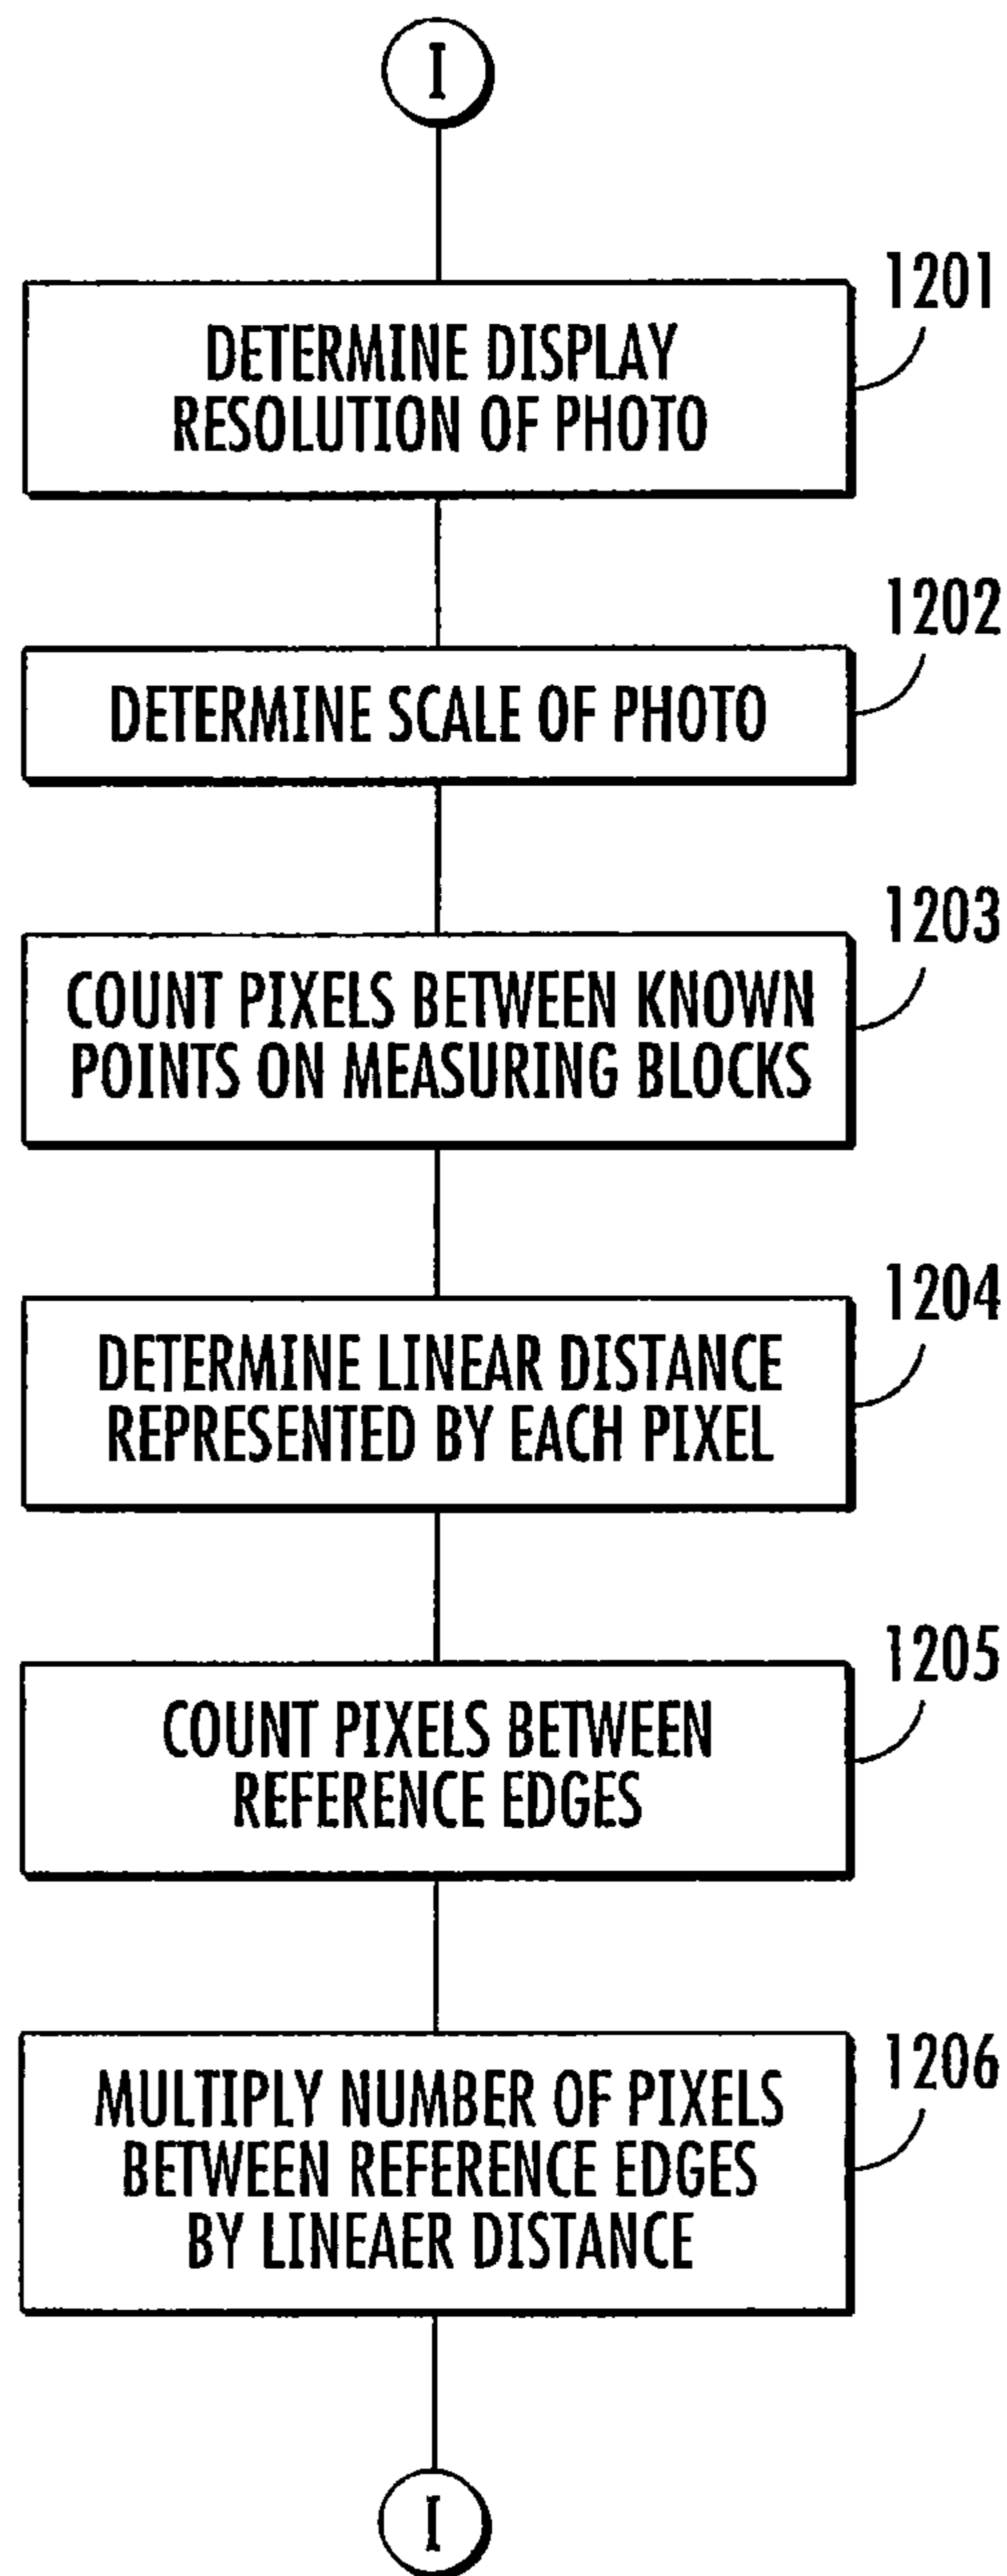 I
1201
DETERMINE DISPLAY
RESOLUTION OF PHOTO
1202
DETERMINE SCALE OF PHOTO
1203
COUNT PIXELS BETWEEN KNOWN
POINTS ON MEASURING BLOCKS
1204
DETERMINE LINEAR DISTANCE
REPRESENTED BY EACH PIXEL
1205
COUNT PIXELS BETWEEN
REFERENCE EDGES
1206
MULTIPLY NUMBER OF PIXELS
BETWEEN REFERENCE EDGES
BY LINEAER DISTANCE
I